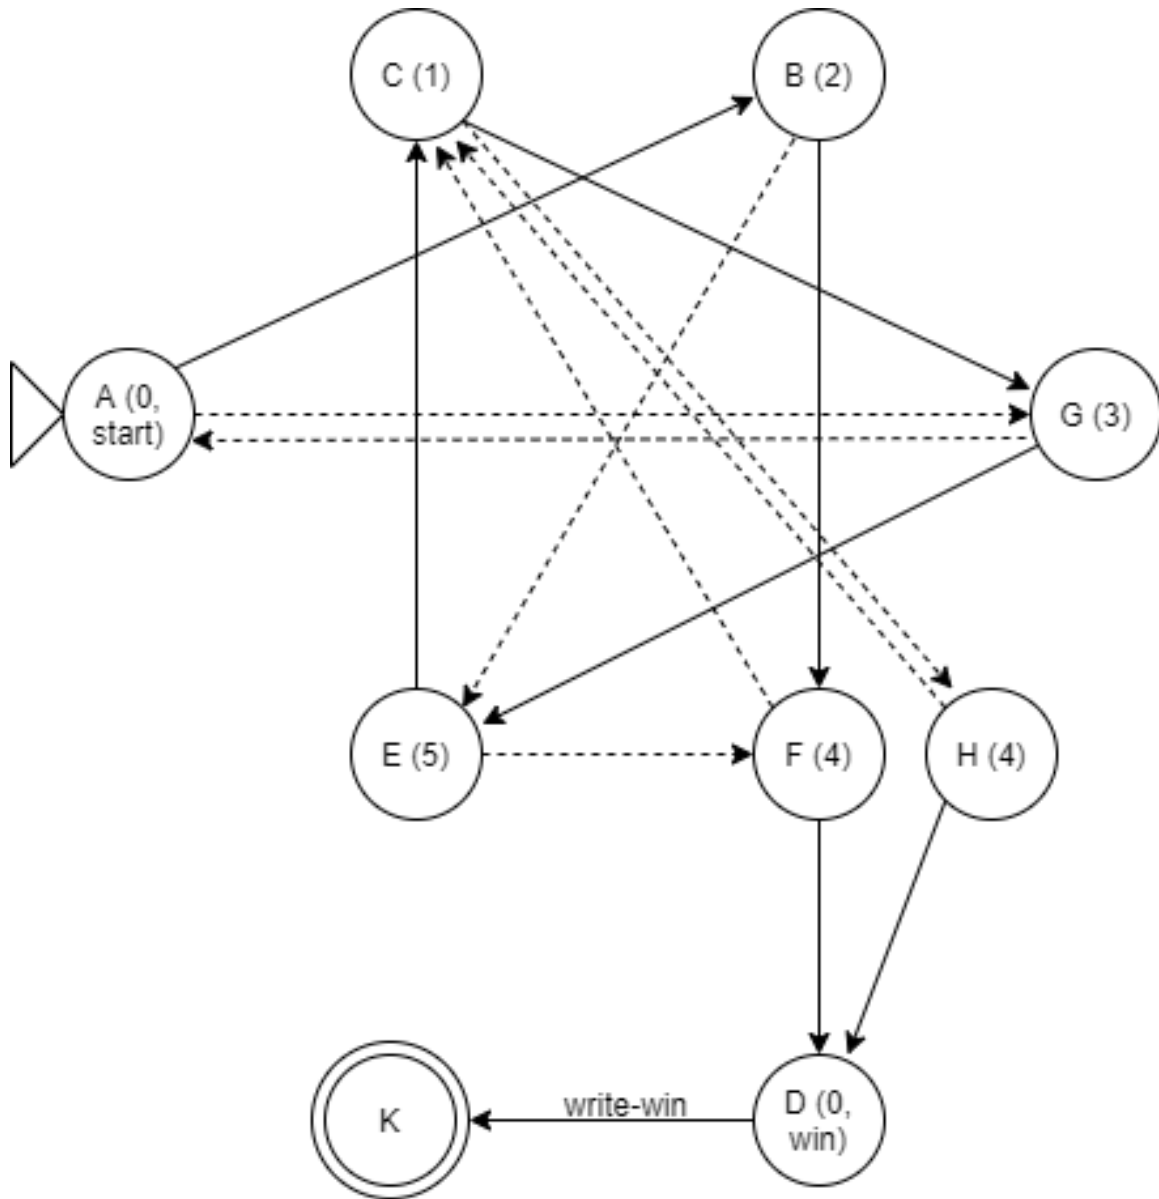 C (1)
B (2)
A (0,
start)
G (3)
E (5)
F (4)
H (4)
K
write-win
D (0,
win)